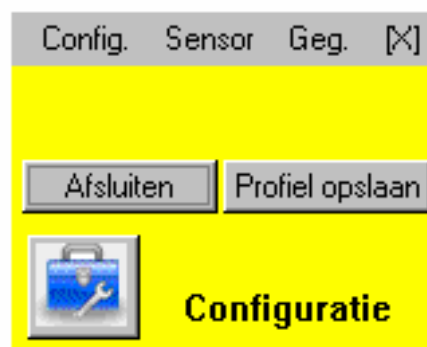 Config. Sensor Geg. [X]
Afsluiten Profiel opslaan
Configuratie